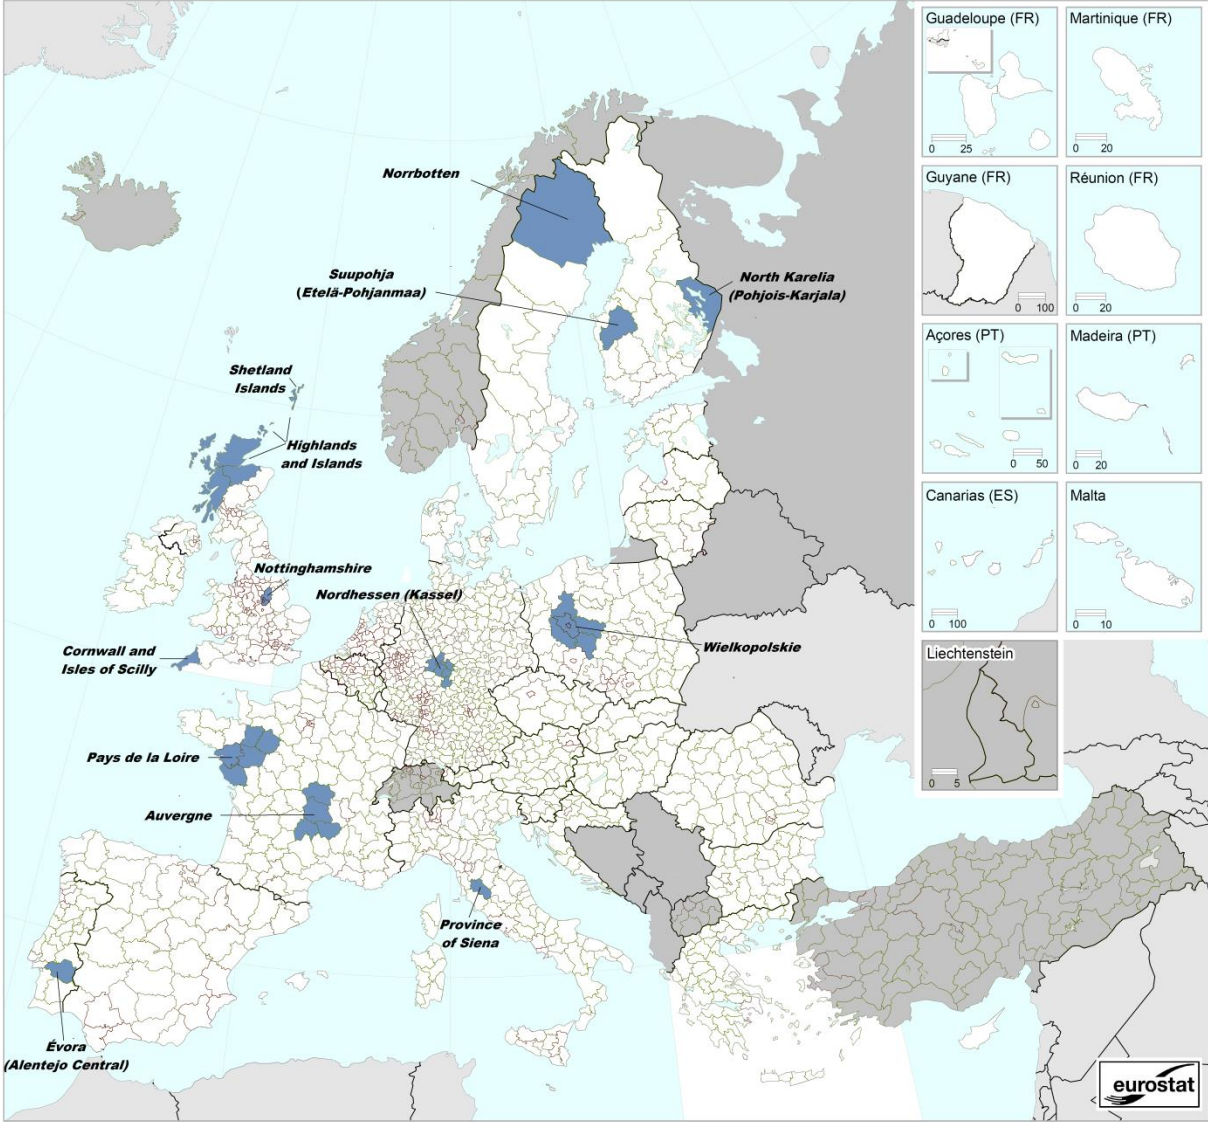 Norrbotten
Suupohja
(Etelä-Pohjanmaa)
North Karelia
(Pohjois-Karjala)
Shetland
Islands
Highlands
and Islands
Nottinghamshire
Nordhessen (Kassel)
Cornwall and
Isles of Scilly
Wielkopolskie
Pays de la Loire
Auvergne
Province
of Siena
Évora
(Alentejo Central)
Guadeloupe (FR)
0 25
Martinique (FR)
0 20
Guyane (FR)
0 100
Réunion (FR)
0 20
Açores (PT)
0 50
Madeira (PT)
0 20
Canarias (ES)
0 100
Malta
0 10
Liechtenstein
0 5
eurostat